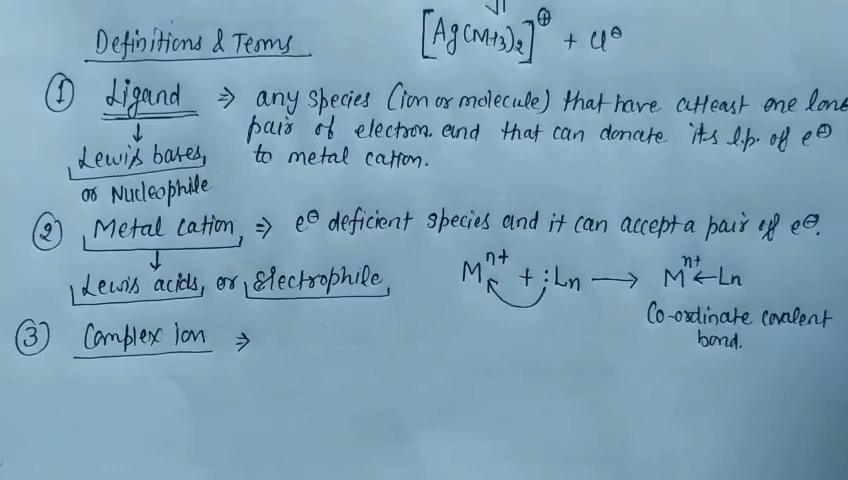 [Ag(NH3)2]⊕ + Cl⊖
Definitions & Terms
① Ligand ⇒ any species (ion or molecule) that have atleast one lone
↓ pair of electron. and that can donate its l.p. of e⊖
Lewis bases, to metal cation.
or Nucleophile
② Metal cation, ⇒ e⊖ deficient species and it can accept a pair of e⊖.
↓
Lewis acids, or Electrophile, Mn+ + :Ln → Mn+ ← Ln
Co-ordinate covalent
bond.
③ Complex Ion ⇒